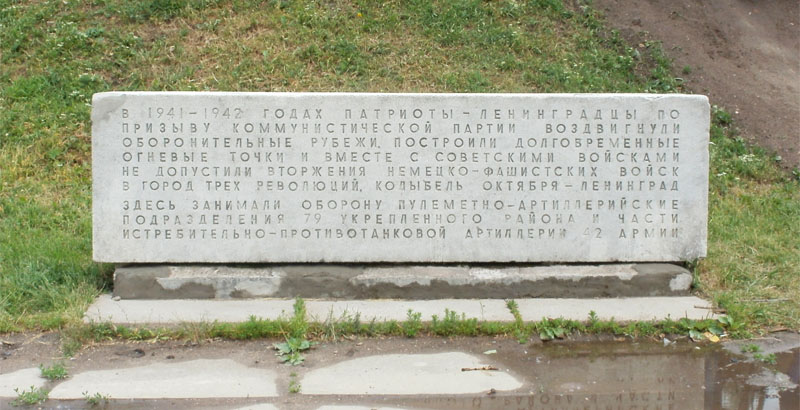 В 1941-1942 ГОДАХ ПАТРИОТЫ-ЛЕНИНГРАДЦЫ ПО
ПРИЗЫВУ КОММУНИСТИЧЕСКОЙ ПАРТИИ ВОЗДВИГНУЛИ
ОБОРОНИТЕЛЬНЫЕ РУБЕЖИ, ПОСТРОИЛИ ДОЛГОВРЕМЕННЫЕ
ОГНЕВЫЕ ТОЧКИ И ВМЕСТЕ С СОВЕТСКИМИ ВОЙСКАМИ
НЕ ДОПУСТИЛИ ВТОРЖЕНИЯ НЕМЕЦКО-ФАШИСТСКИХ ВОЙСК
В ГОРОД ТРЕХ РЕВОЛЮЦИЙ, КОЛЫБЕЛЬ ОКТЯБРЯ-ЛЕНИНГРАД
ЗДЕСЬ ЗАНИМАЛИ ОБОРОНУ ПУЛЕМЕТНО-АРТИЛЛЕРИЙСКИЕ
ПОДРАЗДЕЛЕНИЯ 79 УКРЕПЛЕННОГО РАЙОНА И ЧАСТИ
ИСТРЕБИТЕЛЬНО-ПРОТИВОТАНКОВОЙ АРТИЛЛЕРИИ 42 АРМИИ